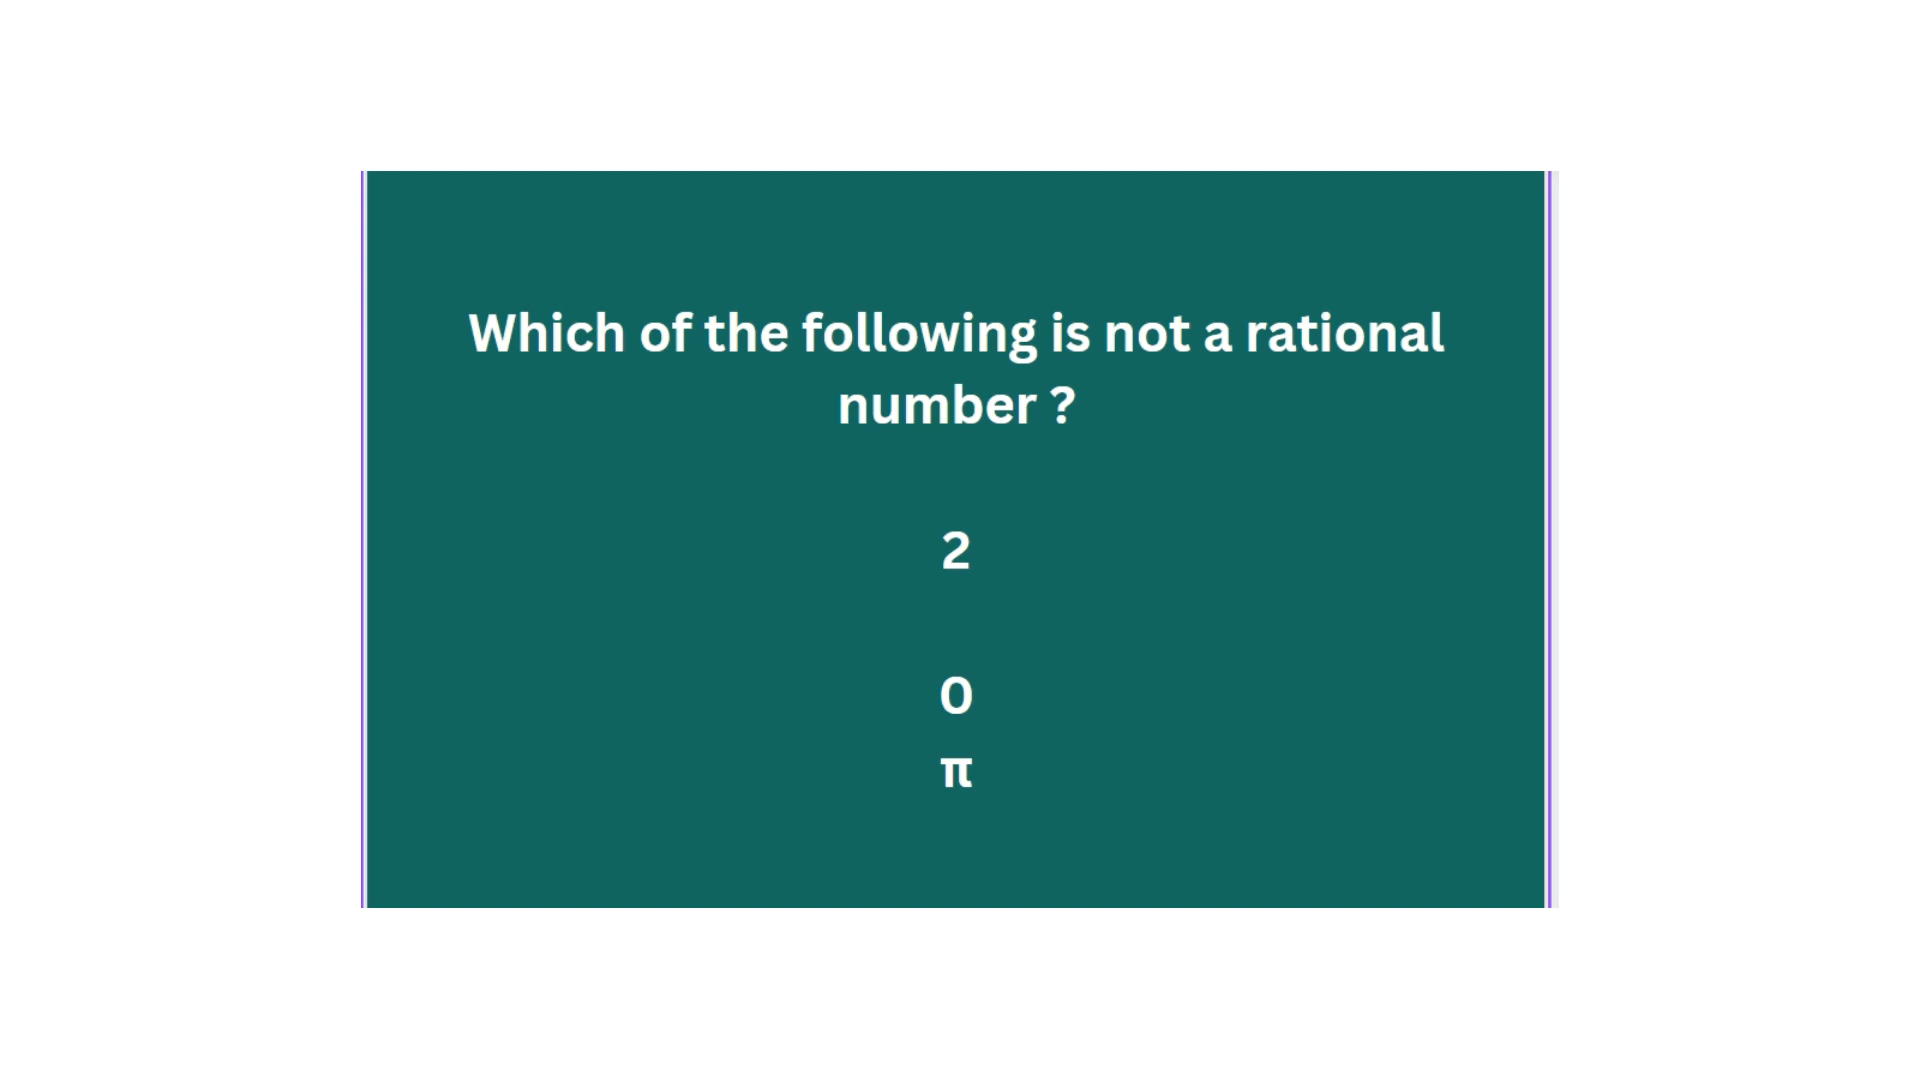 Which of the following is not a rational
number ?
2
0
π